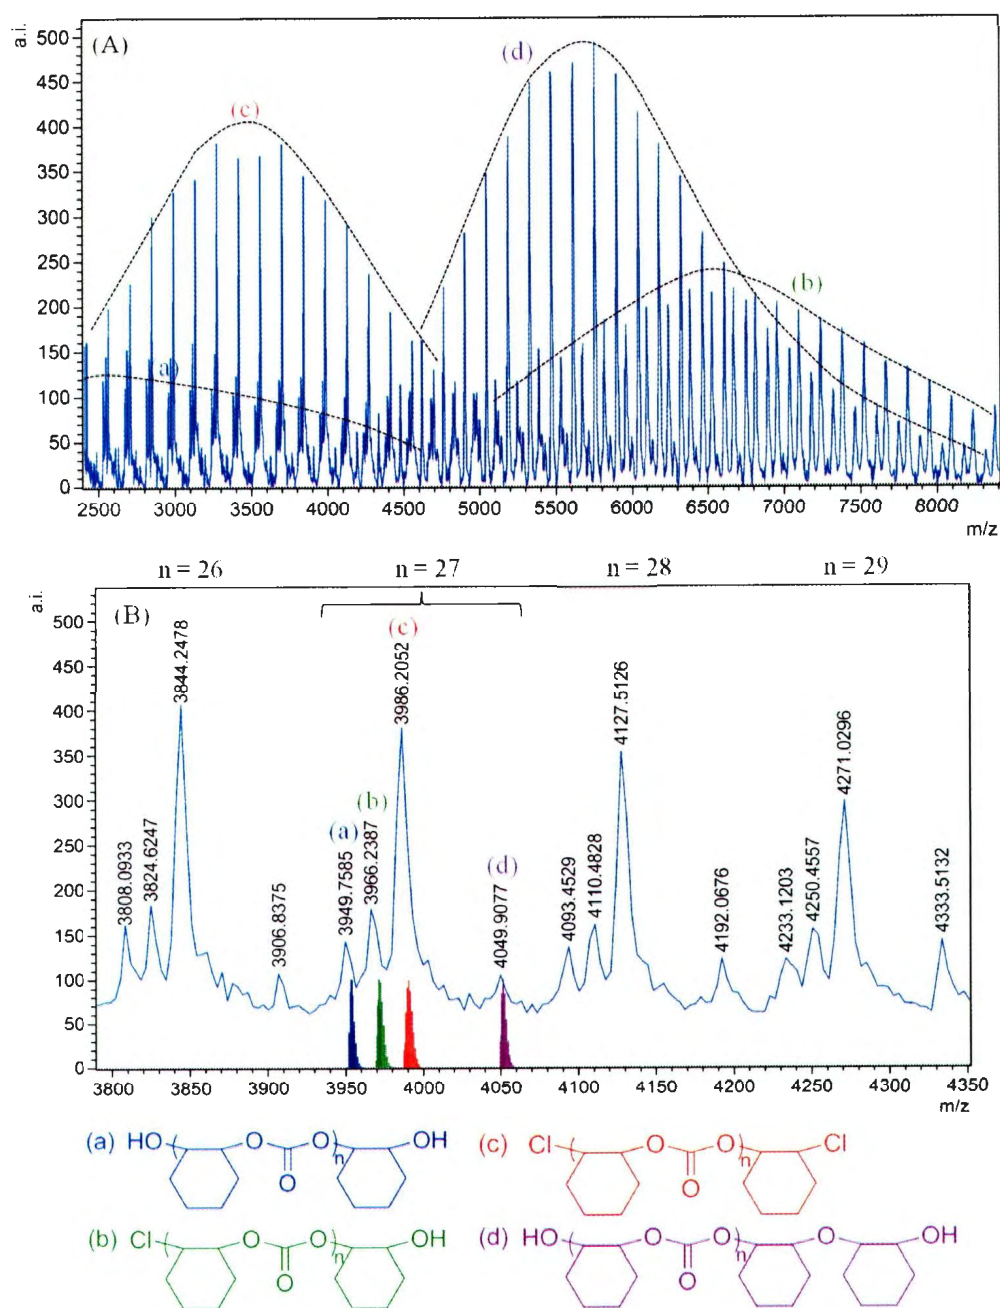 a.i.
(A)
500
450
400
350
300
250
200
150
100
50
0
(c)
(d)
(b)
a)
2500 3000 3500 4000 4500 5000 5500 6000 6500 7000 7500 8000
m/z
n = 26 n = 27 n = 28 n = 29
a.i.
(B)
500
450
400
350
300
250
200
150
100
50
0
(c)
(b)
(a)
(d)
3808.0933
3824.6247
3844.2478
3906.8375
3949.7585
3966.2387
3986.2052
4049.9077
4093.4529
4110.4828
4127.5126
4192.0676
4233.1203
4250.4557
4271.0296
4333.5132
3800 3850 3900 3950 4000 4050 4100 4150 4200 4250 4300 4350
m/z
(a) HO O O n OH
O
(c) Cl O O n Cl
O
(b) Cl O O n OH
O
(d) HO O O n O OH
O